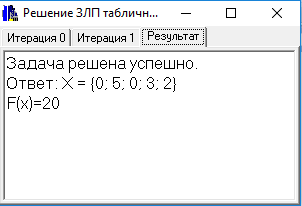 Решение ЗЛП табличн...
Итерация 0 Итерация 1 Результат
Задача решена успешно.
Ответ: X = {0; 5; 0; 3; 2}
F(x)=20